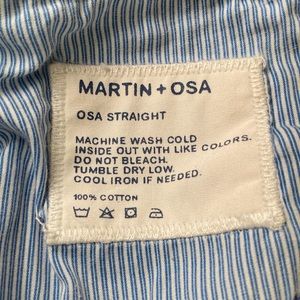 MARTIN + OSA
OSA STRAIGHT
MACHINE WASH COLD
INSIDE OUT WITH LIKE COLORS.
DO NOT BLEACH.
TUMBLE DRY LOW.
COOL IRON IF NEEDED.
100% COTTON